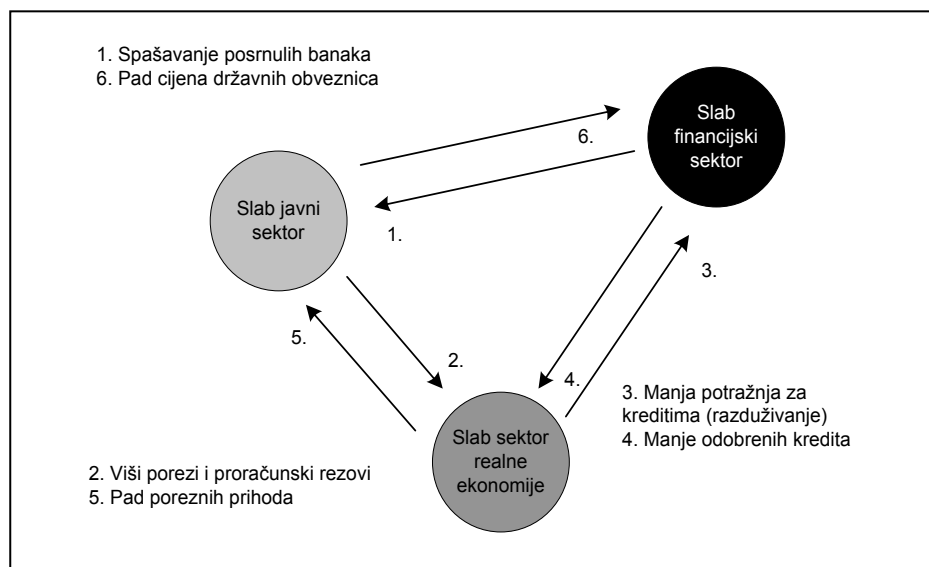 1. Spašavanje posrnulih banaka
6. Pad cijena državnih obveznica
Slab
financijski
sektor
6.
Slab javni
sektor
1.
3.
5.
2.
4.
3. Manja potražnja za
kreditima (razduživanje)
4. Manje odobrenih kredita
Slab sektor
realne
ekonomije
2. Viši porezi i proračunski rezovi
5. Pad poreznih prihoda